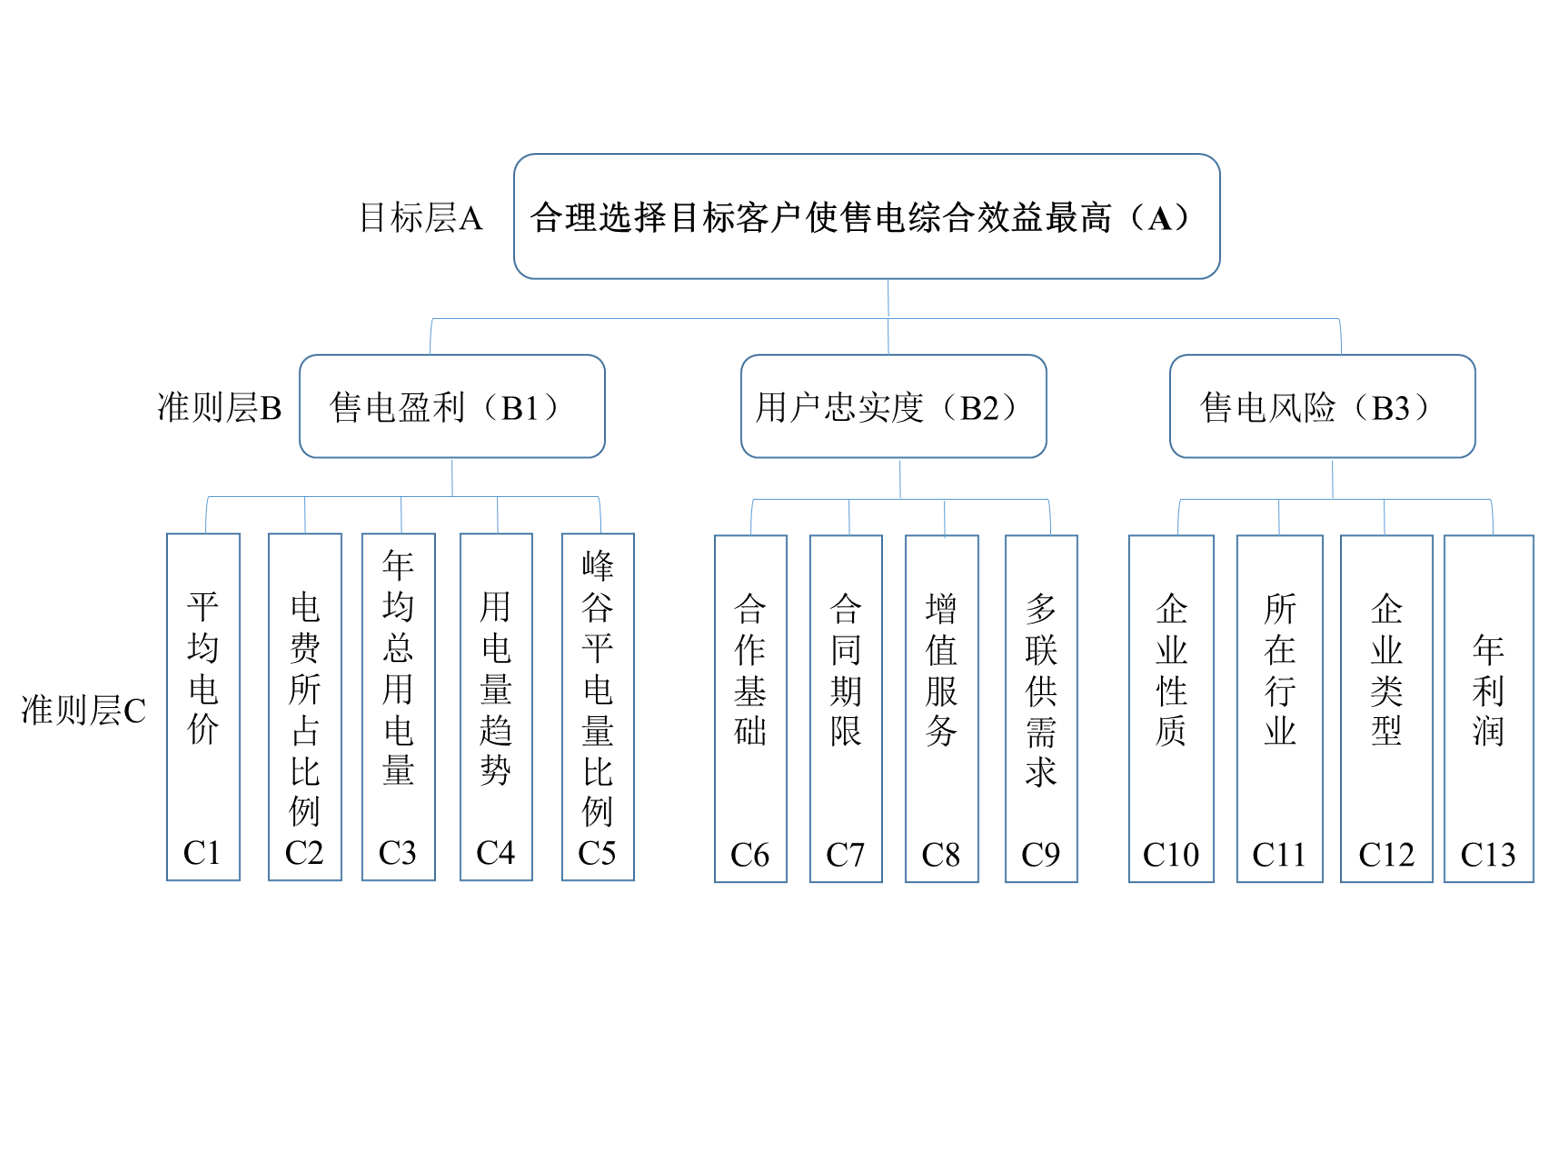 目标层A
合理选择目标客户使售电综合效益最高（A）
准则层B
售电盈利（B1）
用户忠实度（B2）
售电风险（B3）
准则层C
平均电价
C1
电费所占比例
C2
年均总用电量
C3
用电量趋势
C4
峰谷平电量比例
C5
合作基础
C6
合同期限
C7
增值服务
C8
多联供需求
C9
企业性质
C10
所在行业
C11
企业类型
C12
年利润
C13